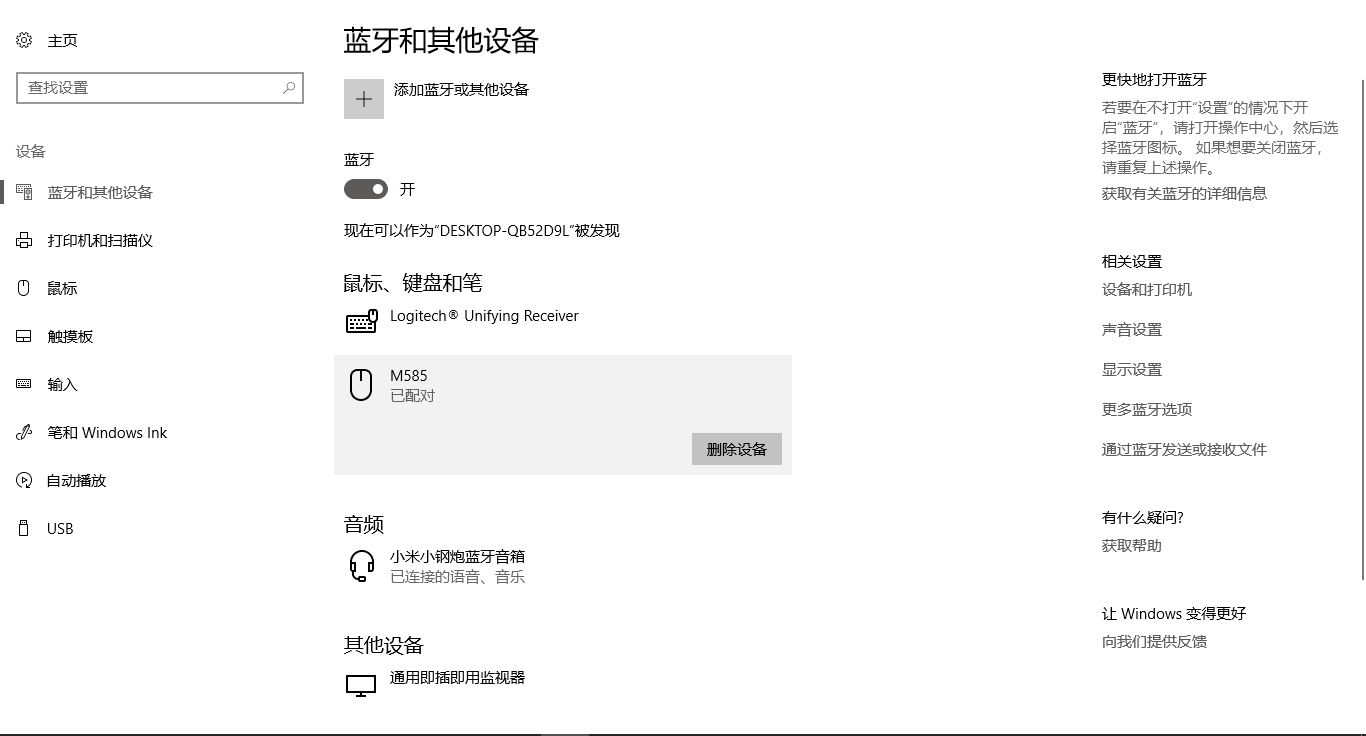 主页
查找设置
设备
蓝牙和其他设备
打印机和扫描仪
鼠标
触摸板
输入
笔和 Windows Ink
自动播放
USB
蓝牙和其他设备
添加蓝牙或其他设备
蓝牙
开
现在可以作为“DESKTOP-QB52D9L”被发现
鼠标、键盘和笔
Logitech® Unifying Receiver
M585
已配对
删除设备
音频
小米小钢炮蓝牙音箱
已连接的语音、音乐
其他设备
通用即插即用监视器
更快地打开蓝牙
若要在不打开“设置”的情况下开
启“蓝牙”，请打开操作中心，然后选
择蓝牙图标。 如果想要关闭蓝牙，
请重复上述操作。
获取有关蓝牙的详细信息
相关设置
设备和打印机
声音设置
显示设置
更多蓝牙选项
通过蓝牙发送或接收文件
有什么疑问?
获取帮助
让 Windows 变得更好
向我们提供反馈